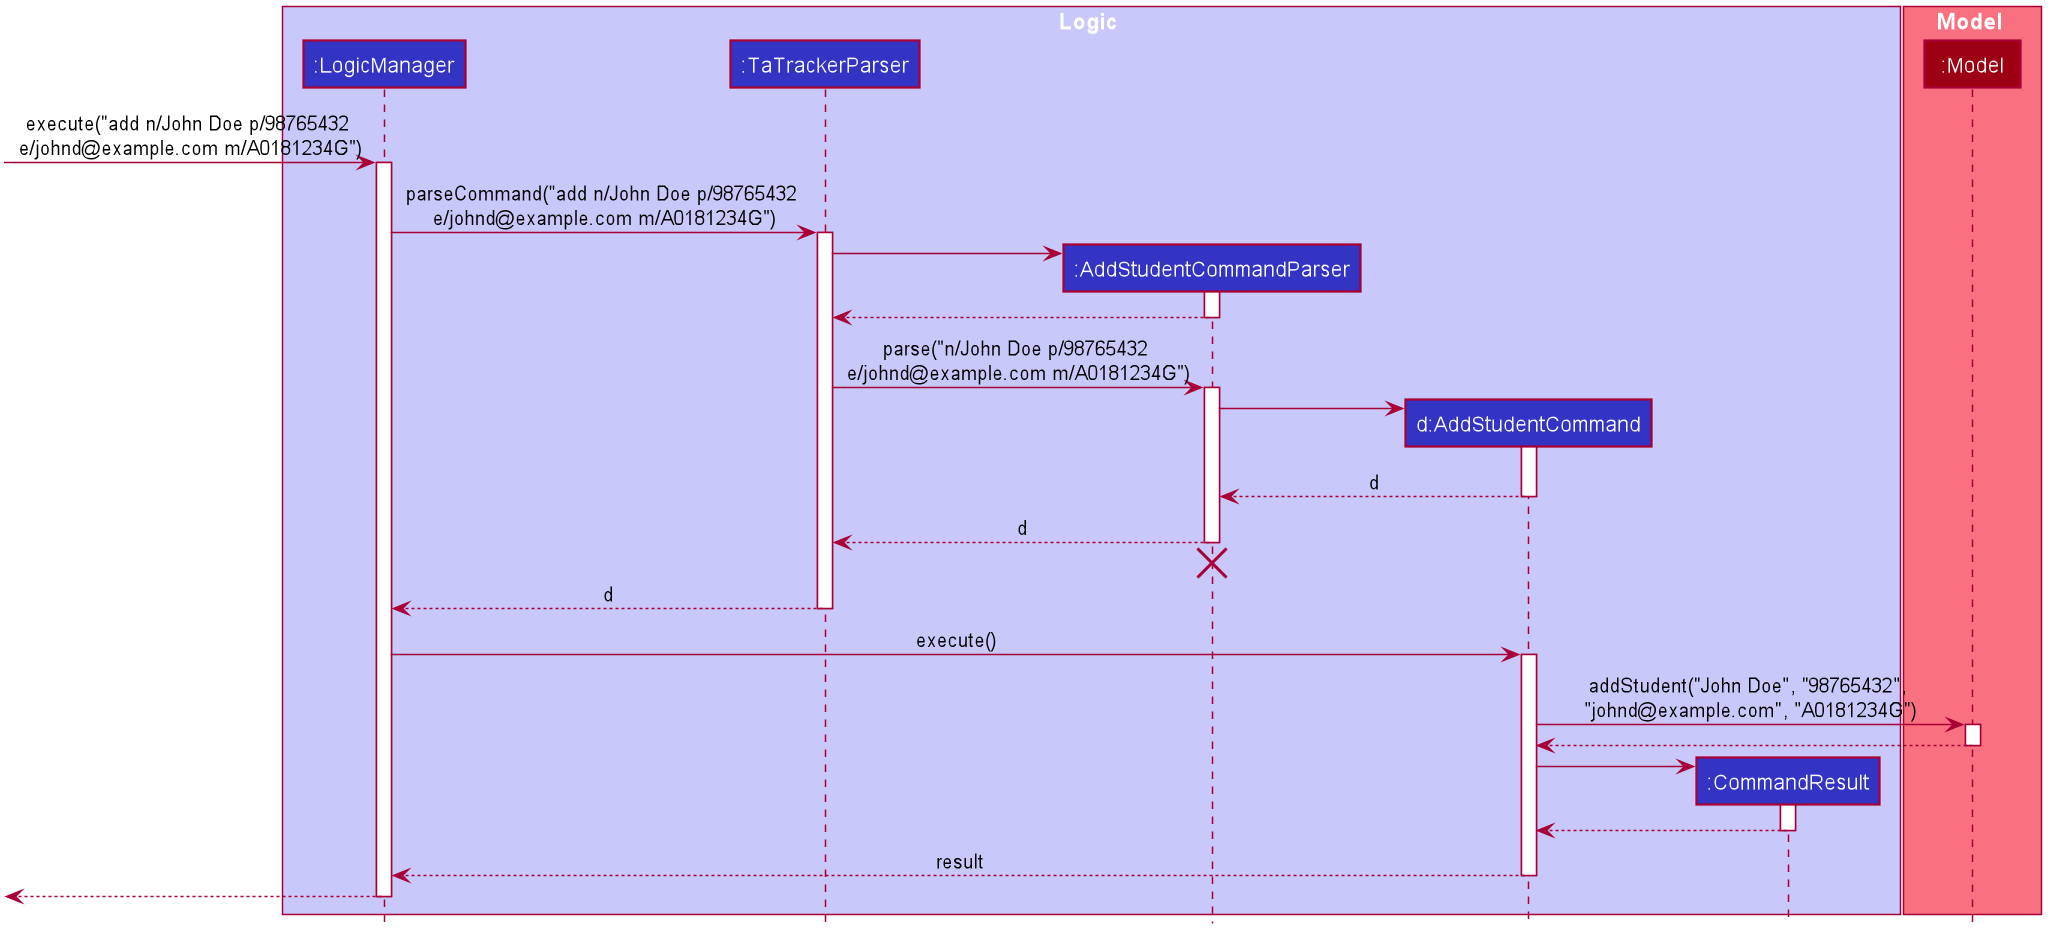 Logic
Model
:LogicManager
:TaTrackerParser
:Model
execute("add n/John Doe p/98765432
e/johnd@example.com m/A0181234G")
parseCommand("add n/John Doe p/98765432
e/johnd@example.com m/A0181234G")
:AddStudentCommandParser
parse("n/John Doe p/98765432
e/johnd@example.com m/A0181234G")
d:AddStudentCommand
d
d
d
execute()
addStudent("John Doe", "98765432",
"johnd@example.com", "A0181234G")
:CommandResult
result